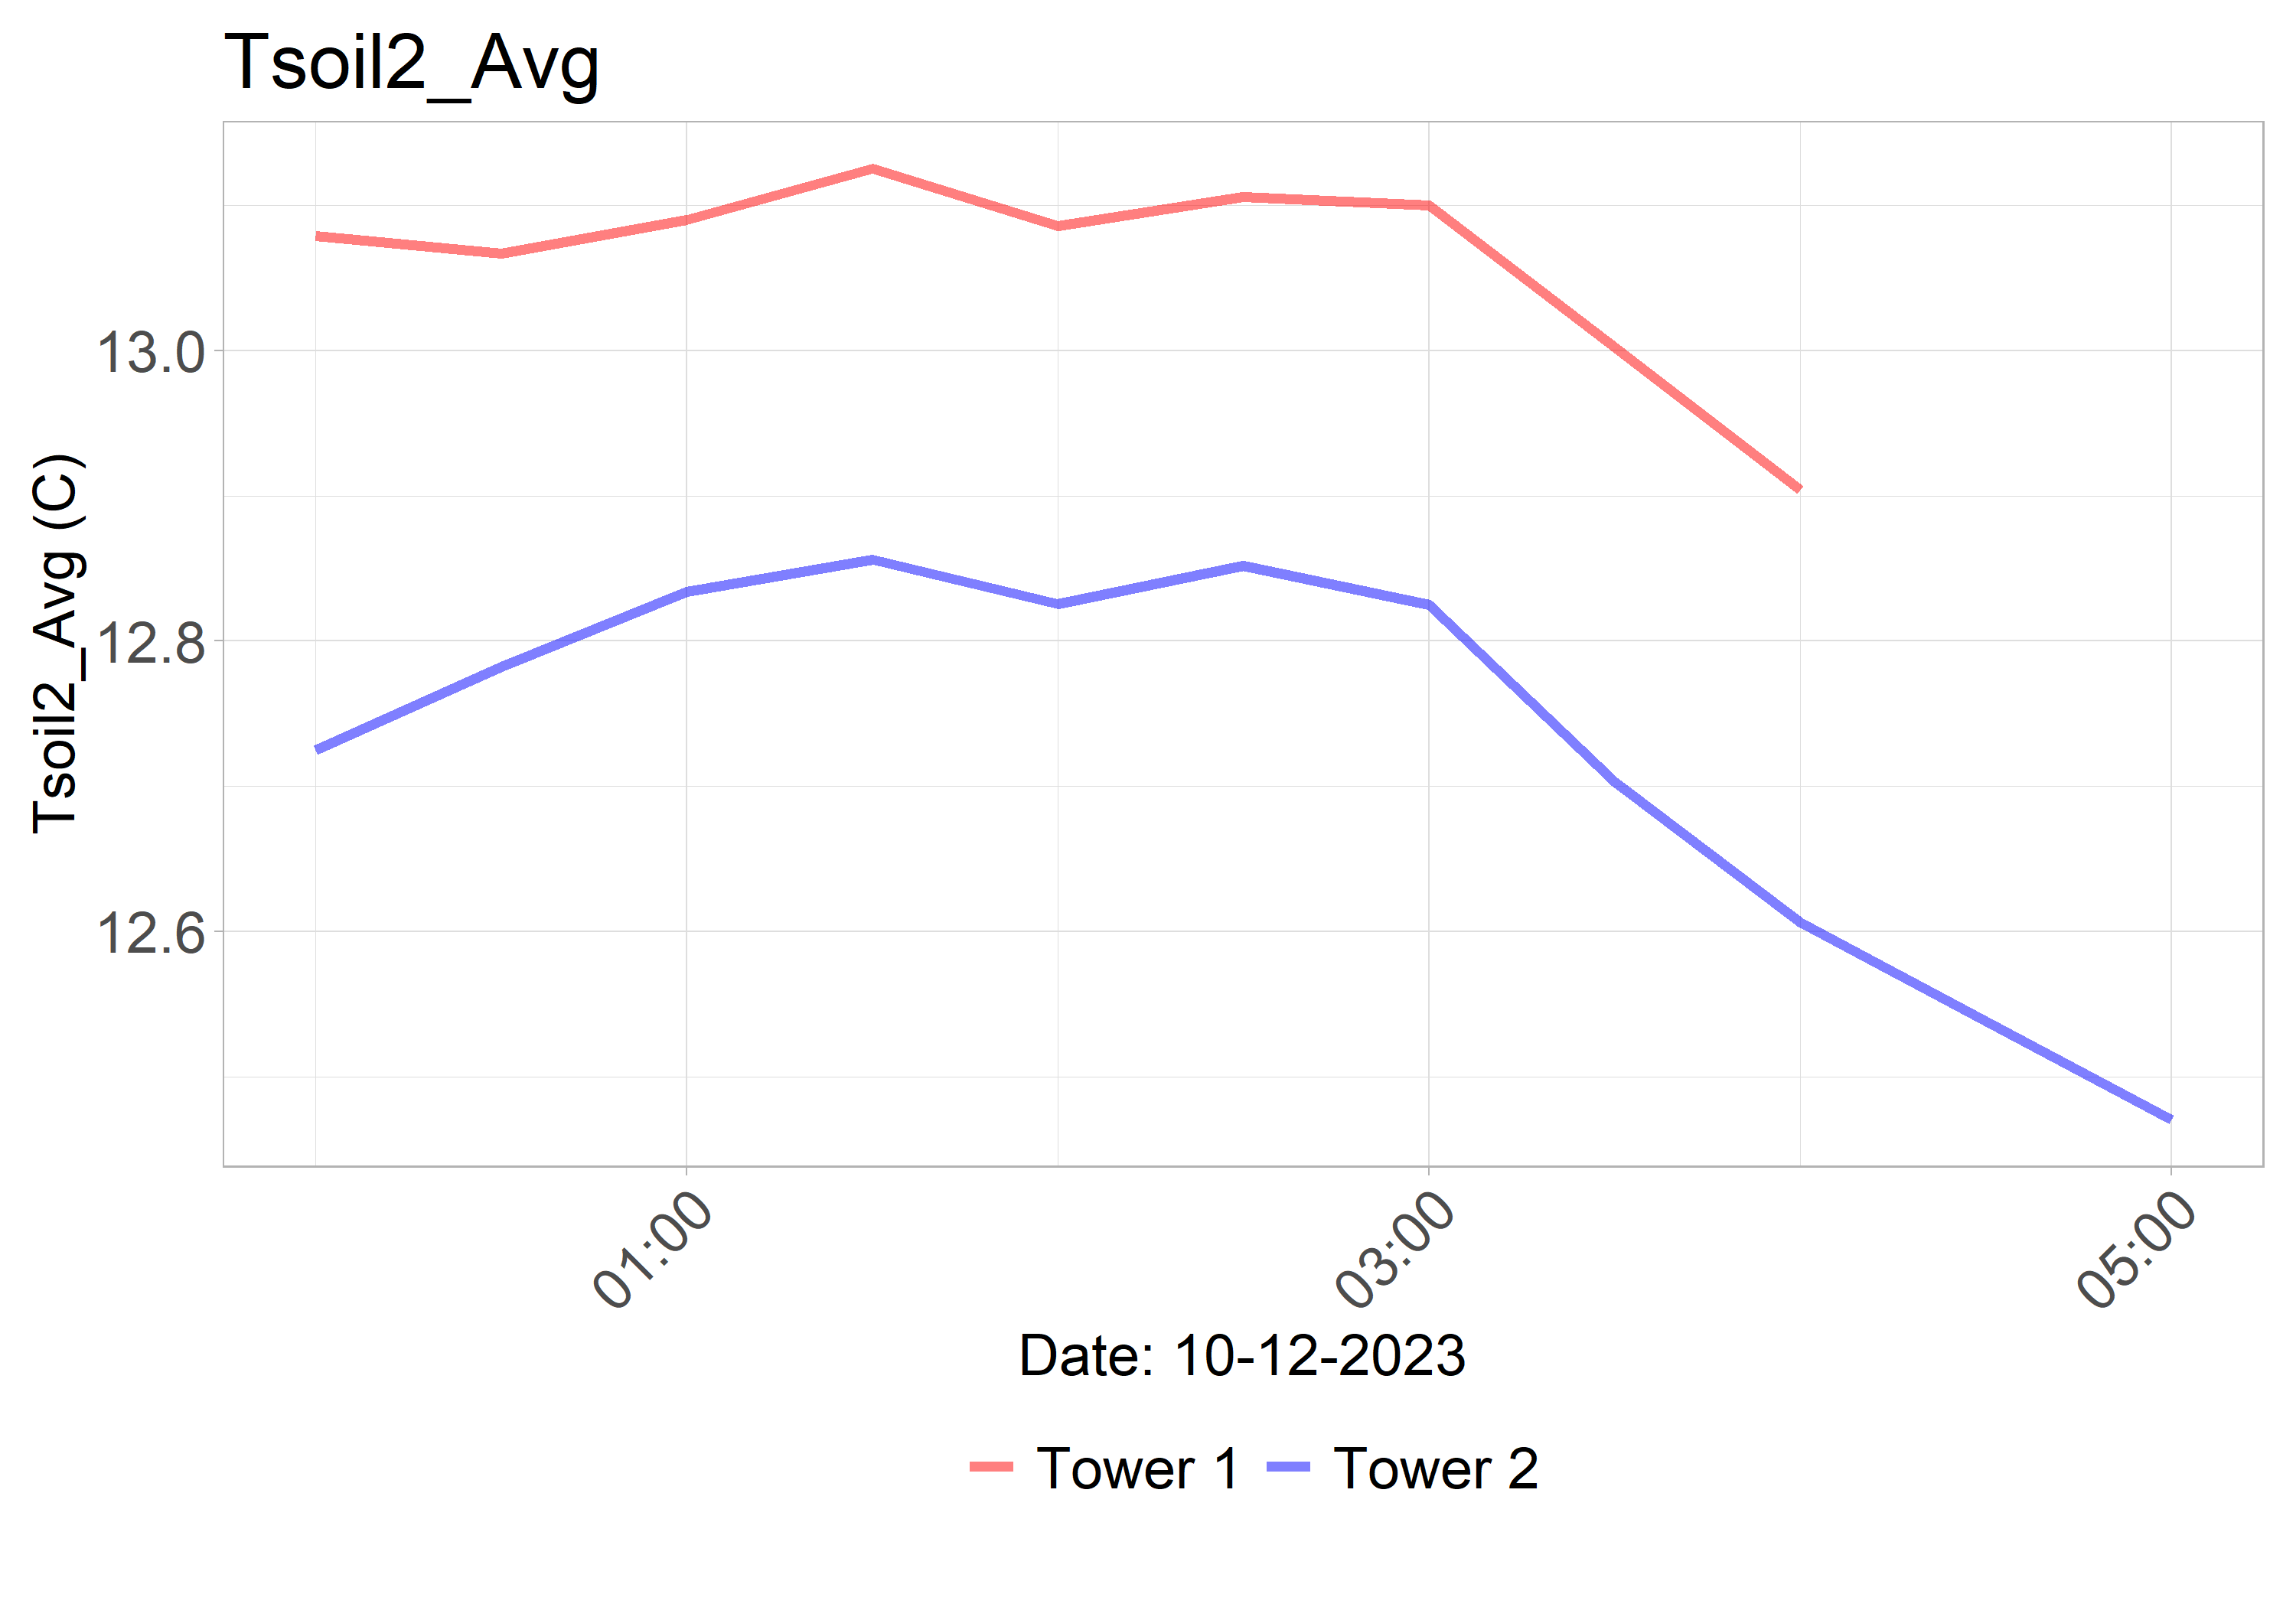 Tsoil2_Avg
Tsoil2_Avg (C)
13.0
12.8
12.6
01:00
03:00
05:00
Date: 10-12-2023
Tower 1
Tower 2